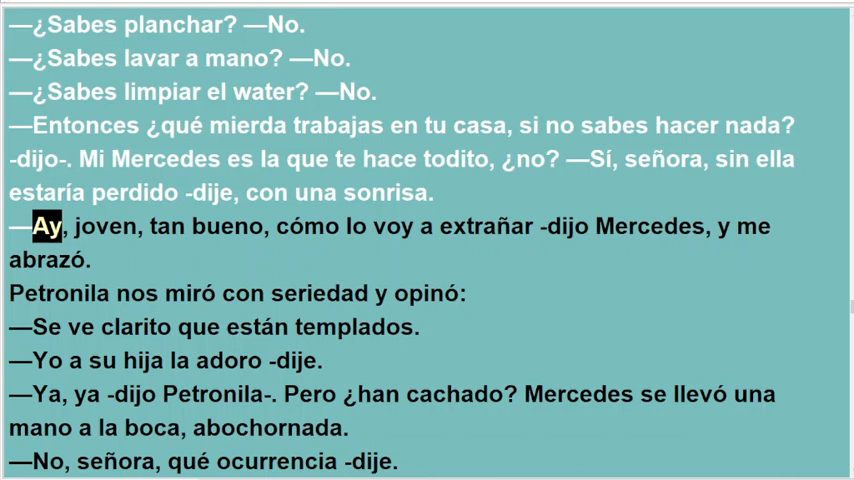 —¿Sabes planchar? —No.
—¿Sabes lavar a mano? —No.
—¿Sabes limpiar el water? —No.
—Entonces ¿qué mierda trabajas en tu casa, si no sabes hacer nada?
-dijo-. Mi Mercedes es la que te hace todito, ¿no? —Sí, señora, sin ella
estaría perdido -dije, con una sonrisa.
—Ay, joven, tan bueno, cómo lo voy a extrañar -dijo Mercedes, y me
abrazó.
Petronila nos miró con seriedad y opinó:
—Se ve clarito que están templados.
—Yo a su hija la adoro -dije.
—Ya, ya -dijo Petronila-. Pero ¿han cachado? Mercedes se llevó una
mano a la boca, abochornada.
—No, señora, qué ocurrencia -dije.